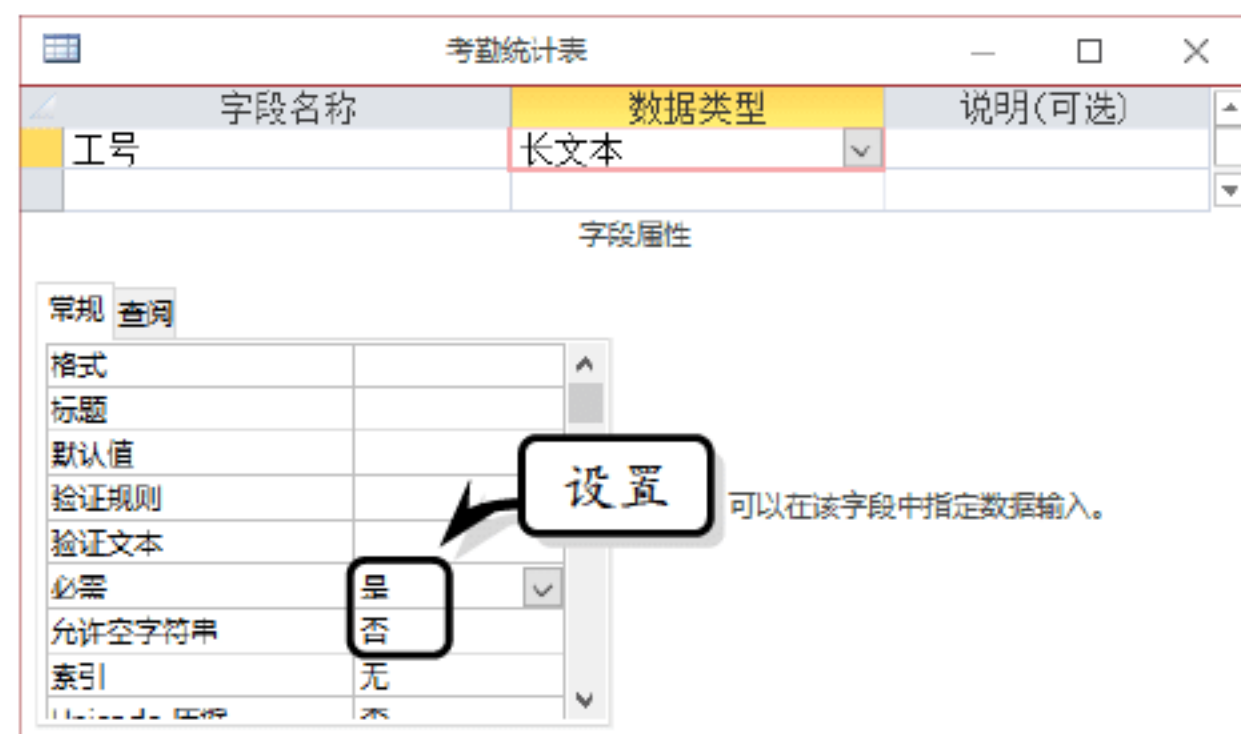 考勤统计表
字段名称 数据类型 说明(可选)
工号 长文本
字段属性
常规 查阅
格式
标题
默认值
验证规则
验证文本
必需 是
允许空字符串 否
索引 无
设置
可以在该字段中指定数据输入。